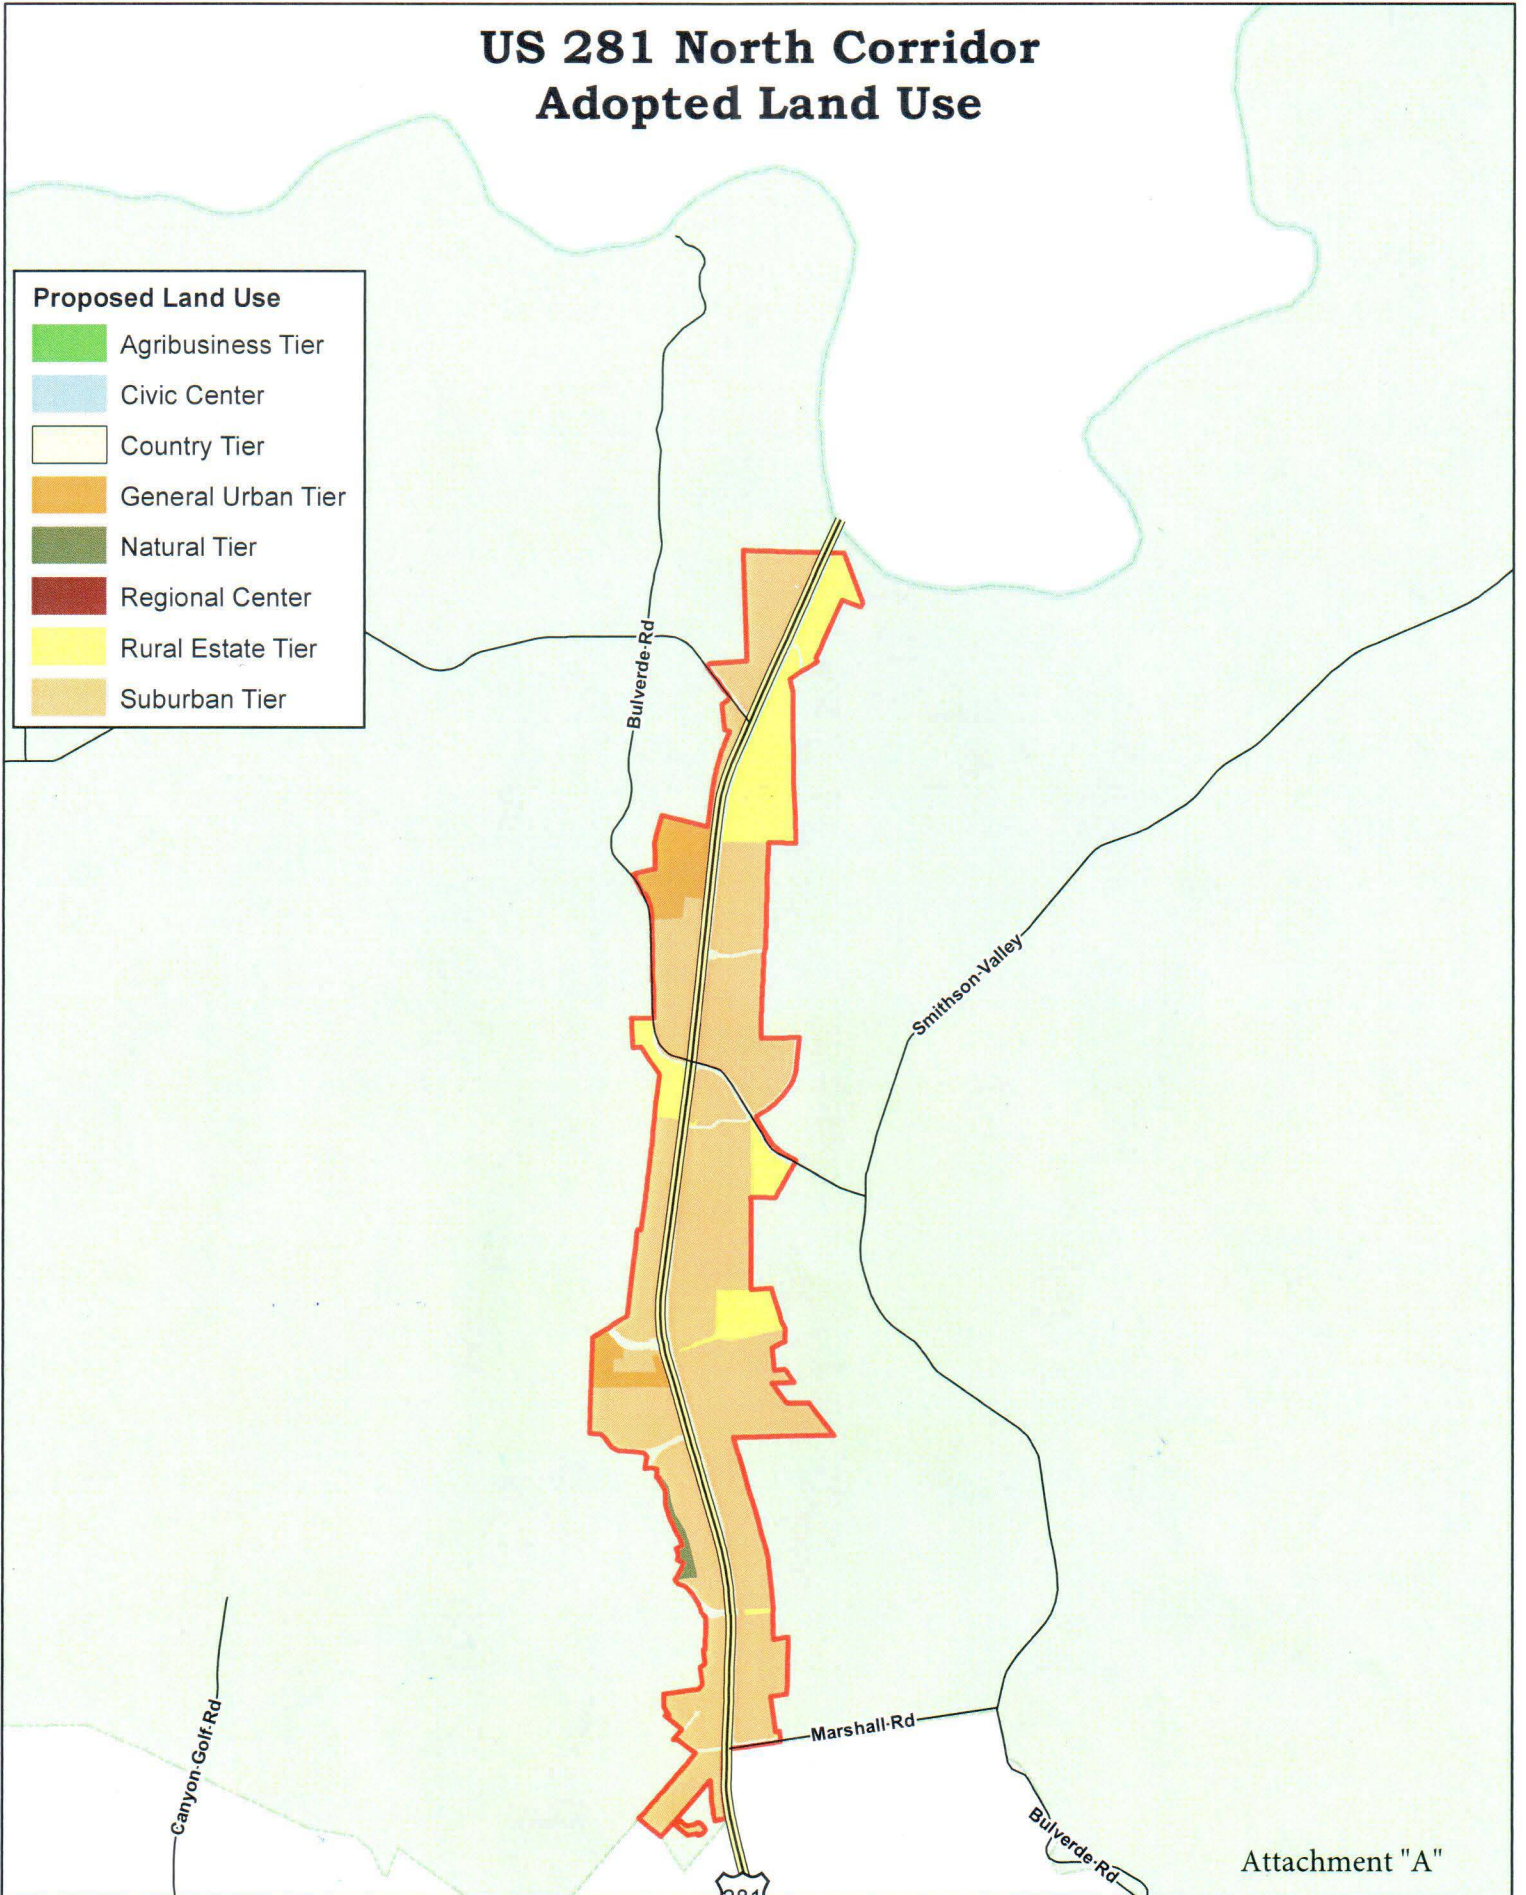 US 281 North Corridor
Adopted Land Use
Proposed Land Use
Agribusiness Tier
Civic Center
Country Tier
General Urban Tier
Natural Tier
Regional Center
Rural Estate Tier
Suburban Tier
Bulverde-Rd
Smithson-Valley
Marshall-Rd
Canyon-Golf-Rd
Bulverde-Rd
Attachment "A"
281